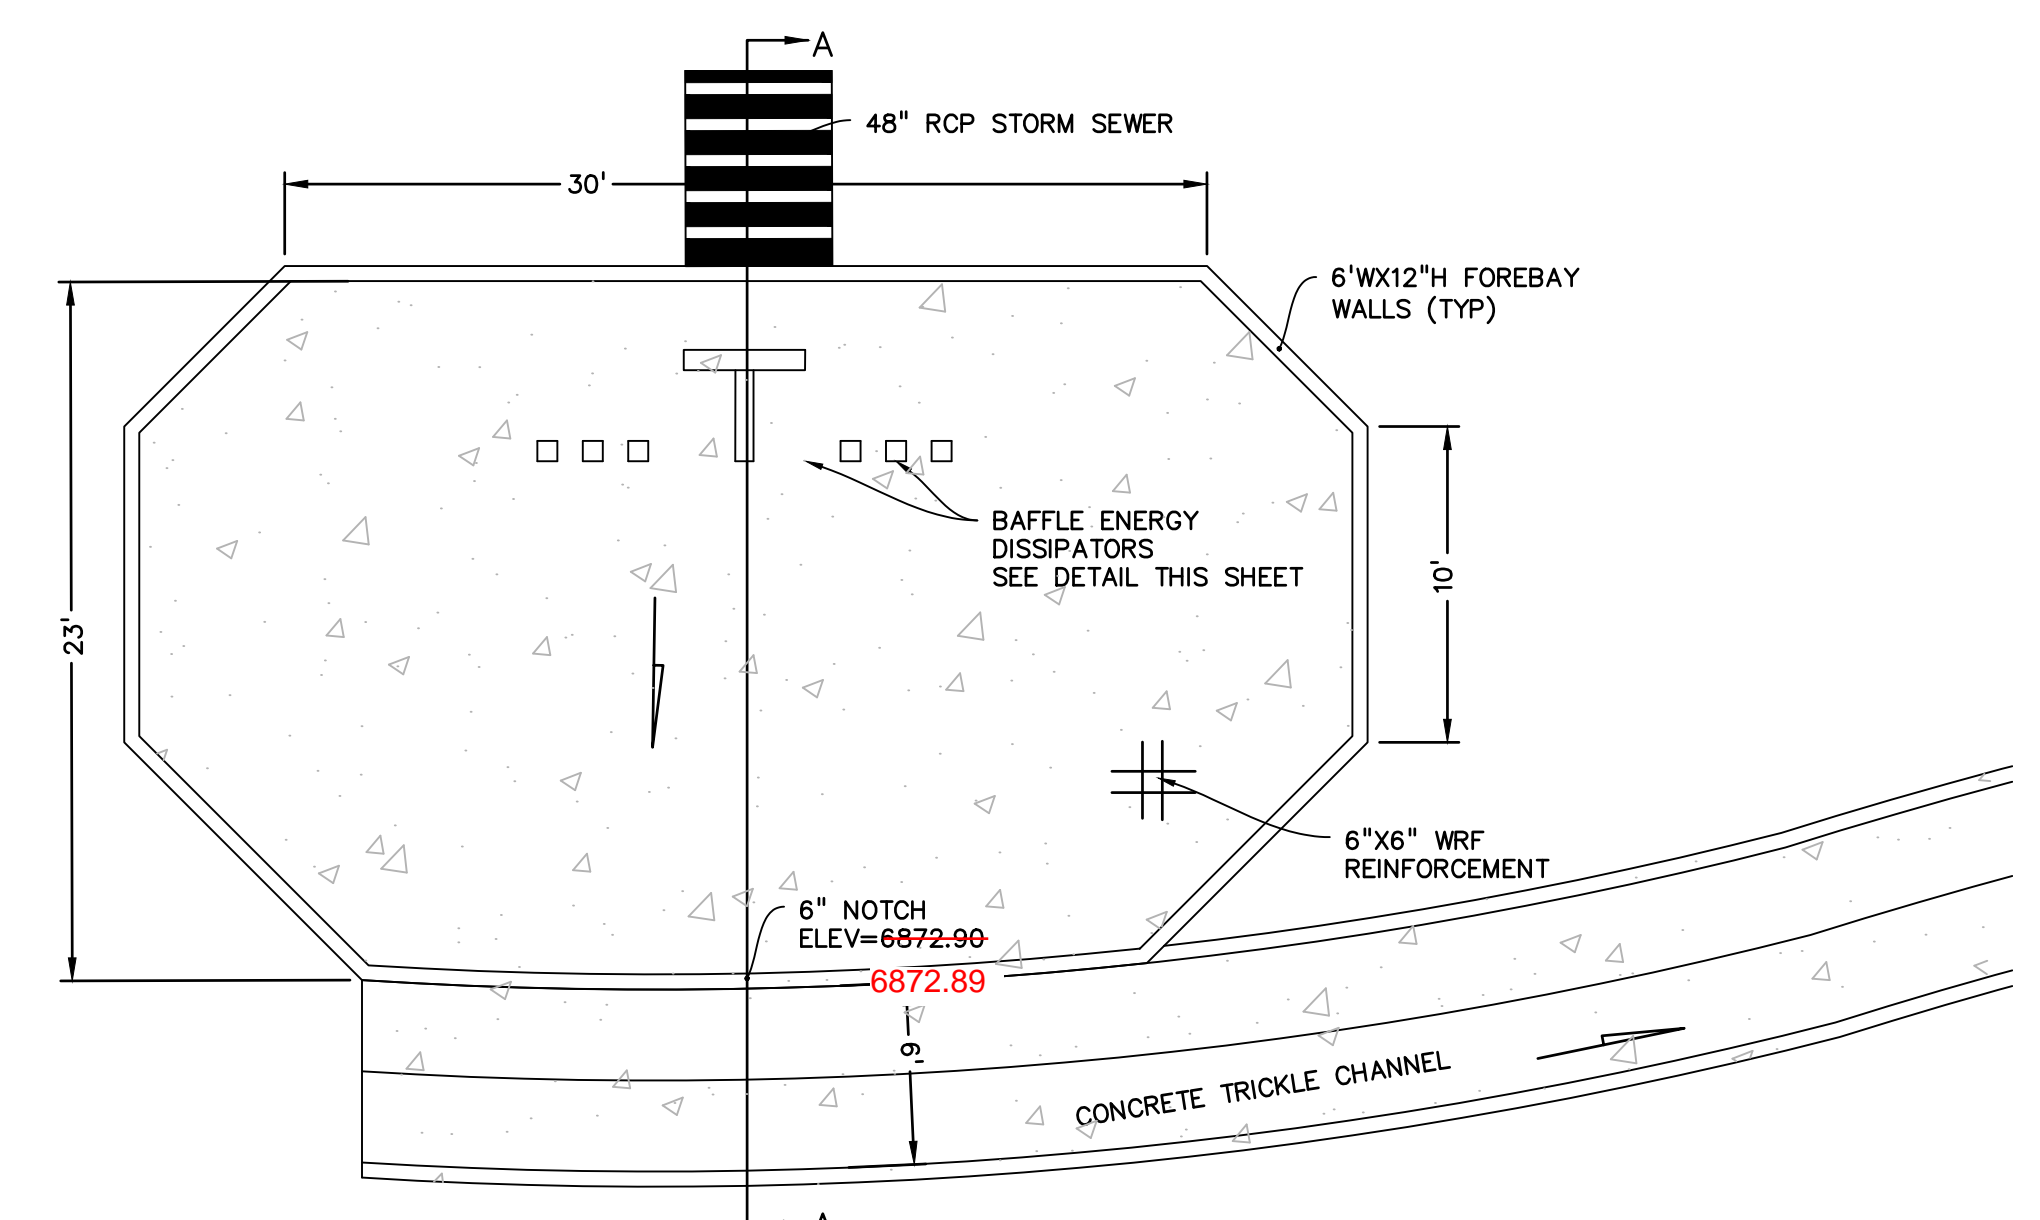 A
48" RCP STORM SEWER
30'
6'WX12"H FOREBAY
WALLS (TYP)
BAFFLE ENERGY
DISSIPATORS
SEE DETAIL THIS SHEET
10'
23'
6"X6" WRF
REINFORCEMENT
6" NOTCH
ELEV=6872.90
6872.89
9'
CONCRETE TRICKLE CHANNEL
A